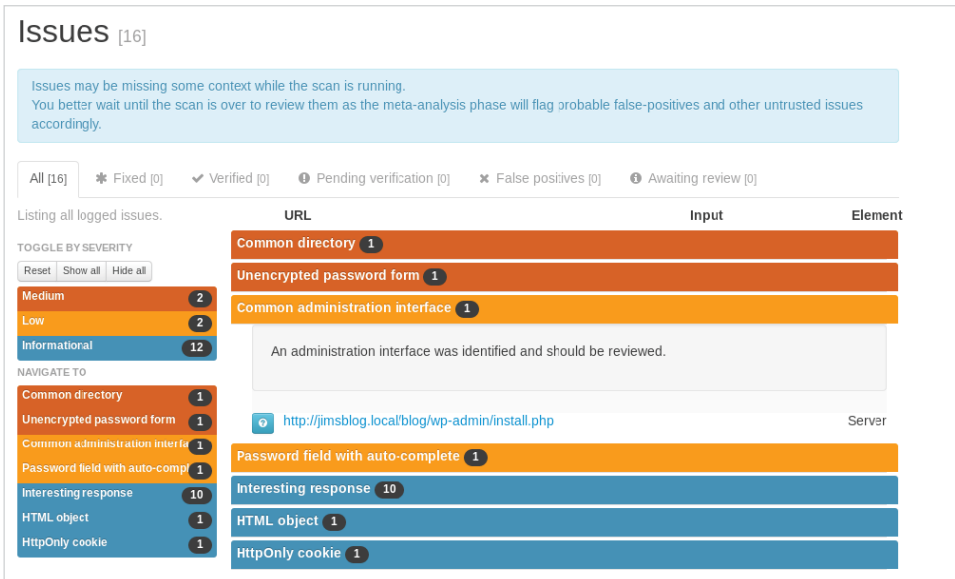 Issues [16]
Issues may be missing some context while the scan is running.
You better wait until the scan is over to review them as the meta-analysis phase will flag probable false-positives and other untrusted issues
accordingly.
All [16] Fixed [0] Verified [0] Pending verification [0] False positives [0] Awaiting review [0]
Listing all logged issues.
TOGGLE BY SEVERITY
Reset Show all Hide all
Medium 2
Low 2
Informational 12
NAVIGATE TO
Common directory 1
Unencrypted password form 1
Common administration interfa 1
Password field with auto-compl 1
Interesting response 10
HTML object 1
HttpOnly cookie 1
URL Input Element
Common directory 1
Unencrypted password form 1
Common administration interface 1
An administration interface was identified and should be reviewed.
http://jimsblog.local/blog/wp-admin/install.php Server
Password field with auto-complete 1
Interesting response 10
HTML object 1
HttpOnly cookie 1